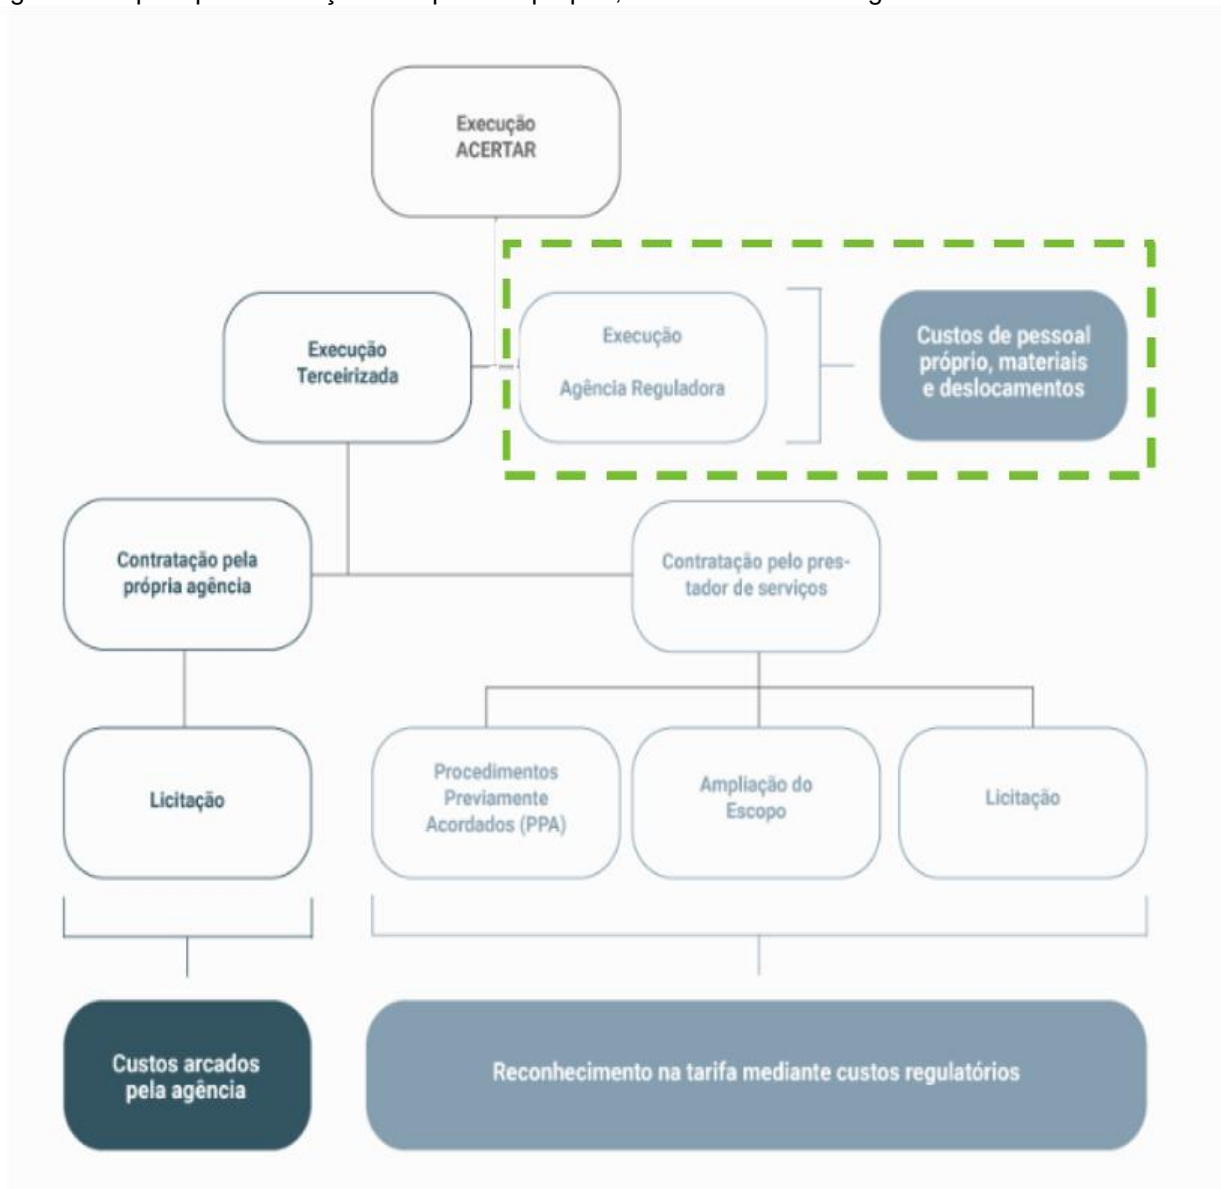 Execução
ACERTAR
Execução
Terceirizada
Execução
Agência Reguladora
Custos de pessoal
próprio, materiais
e deslocamentos
Contratação pela
própria agência
Contratação pelo pres-
tador de serviços
Licitação
Procedimentos
Previamente
Acordados (PPA)
Ampliação do
Escopo
Licitação
Custos arcados
pela agência
Reconhecimento na tarifa mediante custos regulatórios